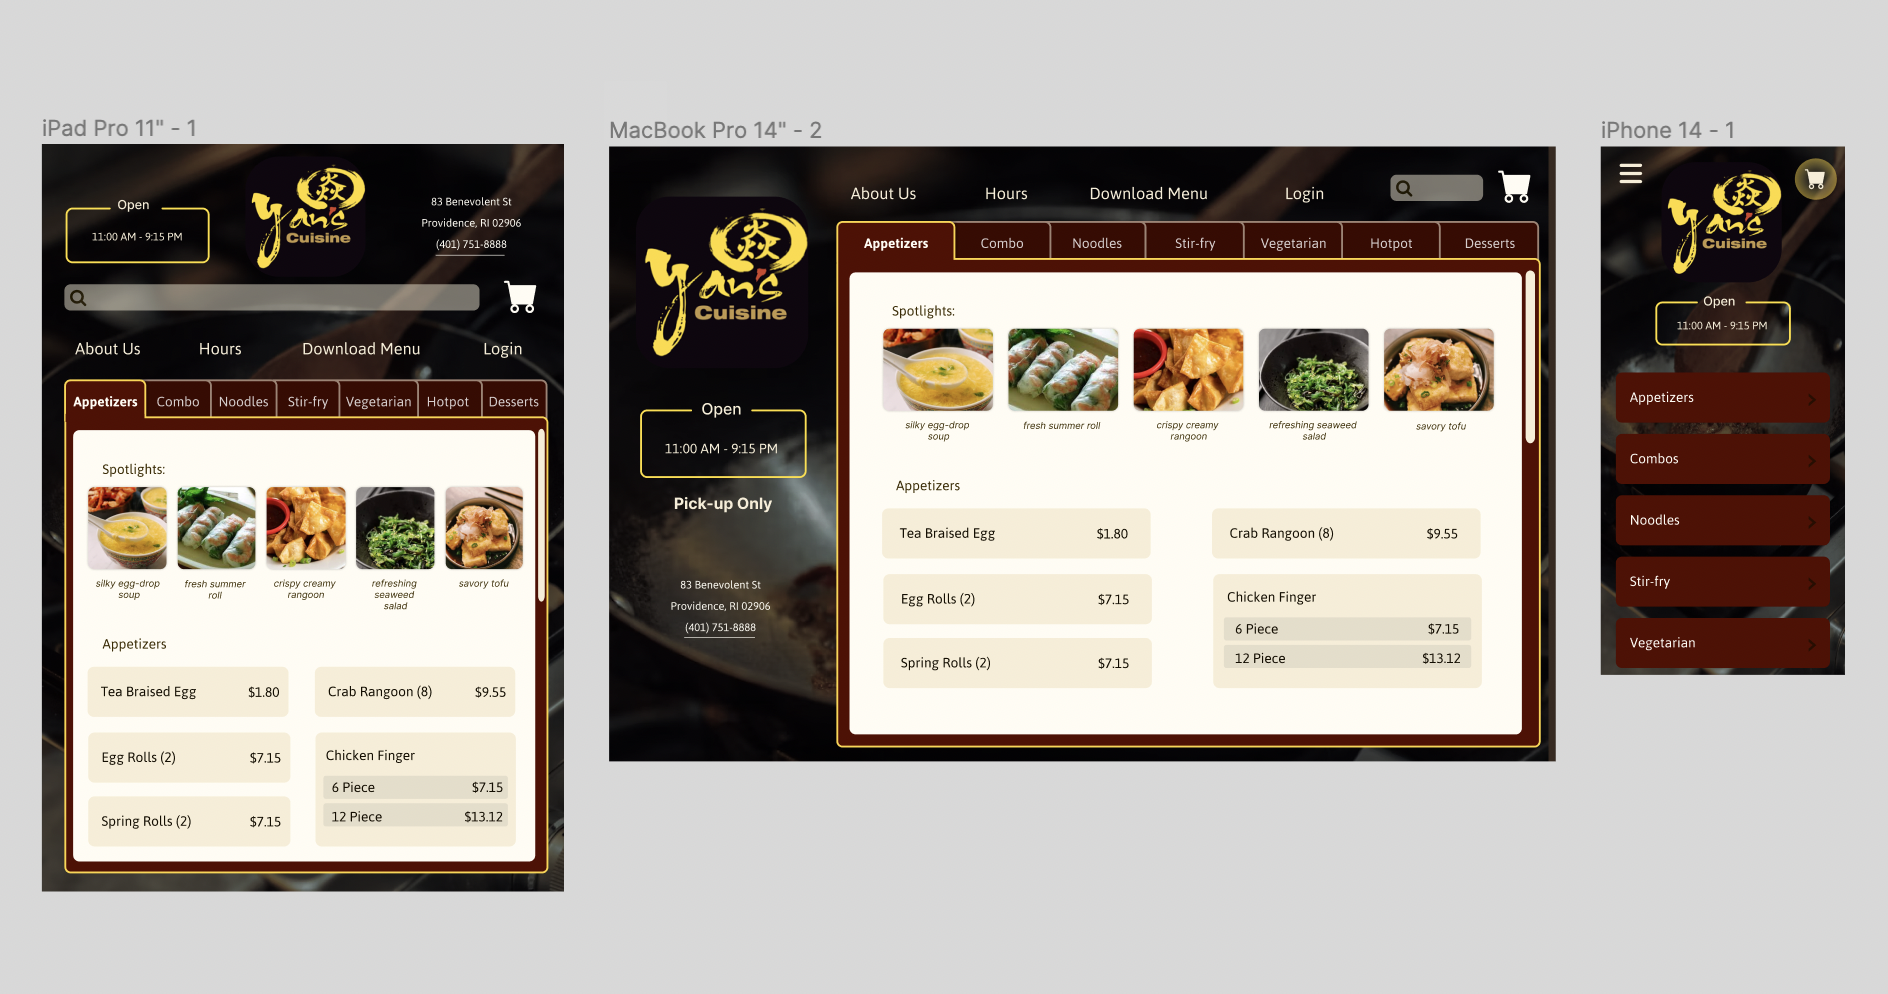 iPad Pro 11" - 1
Open
11:00 AM - 9:15 PM
焱
yan's
Cuisine
83 Benevolent St
Providence, RI 02906
(401) 751-8888
About Us
Hours
Download Menu
Login
Appetizers
Combo
Noodles
Stir-fry
Vegetarian
Hotpot
Desserts
Spotlights:
silky egg-drop
soup
fresh summer
roll
crispy creamy
rangoon
refreshing
seaweed
salad
savory tofu
Appetizers
Tea Braised Egg $1.80
Crab Rangoon (8) $9.55
Egg Rolls (2) $7.15
Chicken Finger
6 Piece $7.15
12 Piece $13.12
Spring Rolls (2) $7.15
MacBook Pro 14" - 2
焱
yan's
Cuisine
Open
11:00 AM - 9:15 PM
Pick-up Only
83 Benevolent St
Providence, RI 02906
(401) 751-8888
About Us
Hours
Download Menu
Login
Appetizers
Combo
Noodles
Stir-fry
Vegetarian
Hotpot
Desserts
Spotlights:
silky egg-drop
soup
fresh summer roll
crispy creamy
rangoon
refreshing seaweed
salad
savory tofu
Appetizers
Tea Braised Egg $1.80
Crab Rangoon (8) $9.55
Egg Rolls (2) $7.15
Chicken Finger
6 Piece $7.15
12 Piece $13.12
Spring Rolls (2) $7.15
iPhone 14 - 1
焱
yan's
Cuisine
Open
11:00 AM - 9:15 PM
Appetizers
Combos
Noodles
Stir-fry
Vegetarian